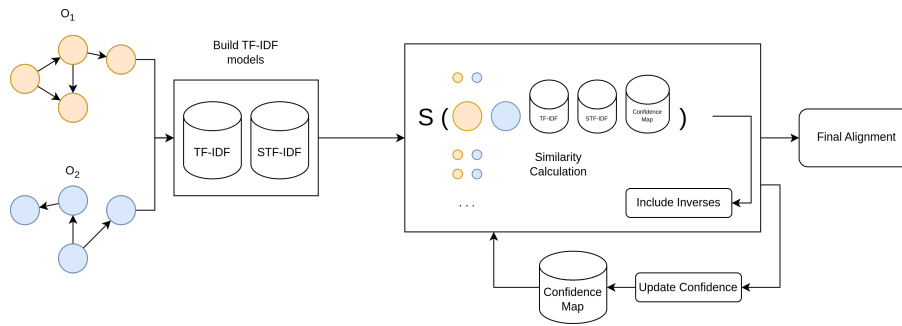 O1
Build TF-IDF
models
TF-IDF
STF-IDF
O2
S (
TF-IDF
STF-IDF
Confidence
Map
)
Similarity
Calculation
. . .
Include Inverses
Final Alignment
Confidence
Map
Update Confidence